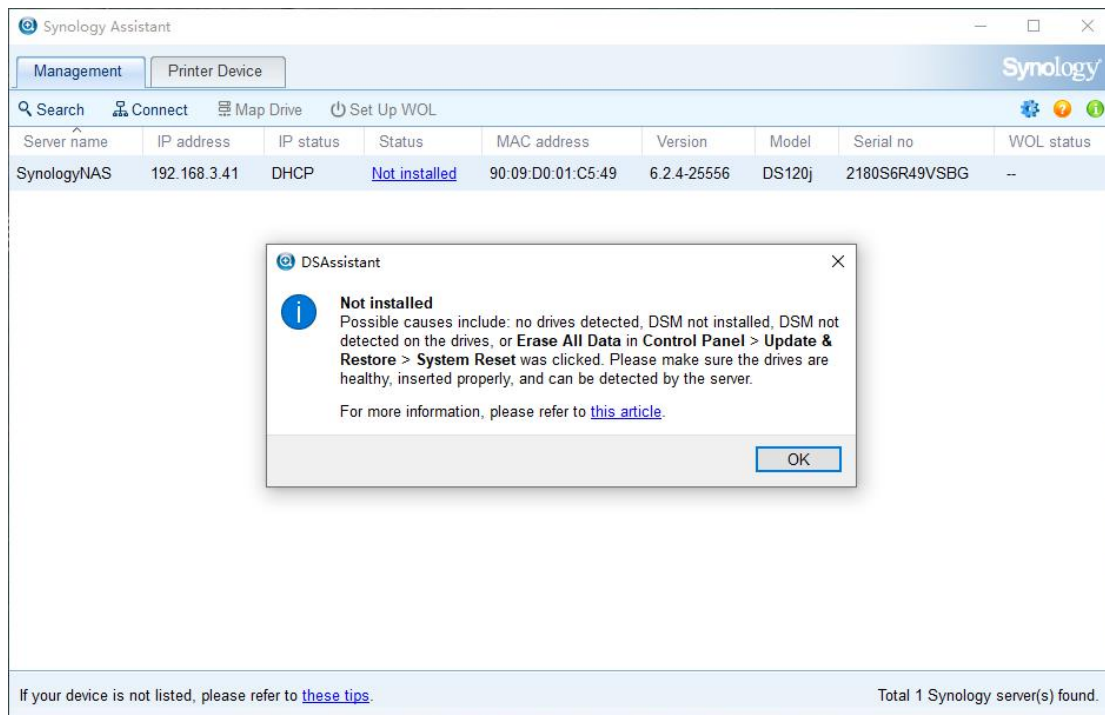 Synology Assistant
Management
Printer Device
Synology
Search
Connect
Map Drive
Set Up WOL
Server name IP address IP status Status MAC address Version Model Serial no WOL status
SynologyNAS 192.168.3.41 DHCP Not installed 90:09:D0:01:C5:49 6.2.4-25556 DS120j 2180S6R49VSBG --
DSAssistant
Not installed
Possible causes include: no drives detected, DSM not installed, DSM not
detected on the drives, or Erase All Data in Control Panel > Update &
Restore > System Reset was clicked. Please make sure the drives are
healthy, inserted properly, and can be detected by the server.
For more information, please refer to this article.
OK
If your device is not listed, please refer to these tips.
Total 1 Synology server(s) found.